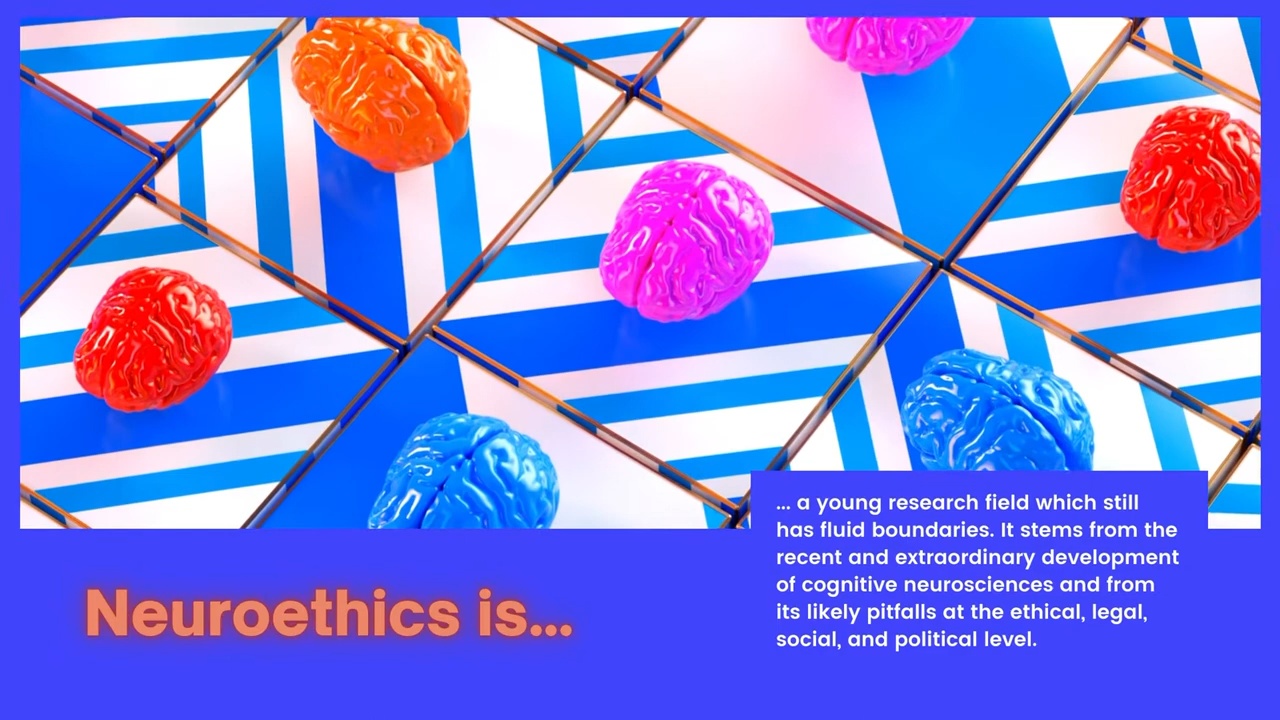 Neuroethics is...
... a young research field which still
has fluid boundaries. It stems from the
recent and extraordinary development
of cognitive neurosciences and from
its likely pitfalls at the ethical, legal,
social, and political level.